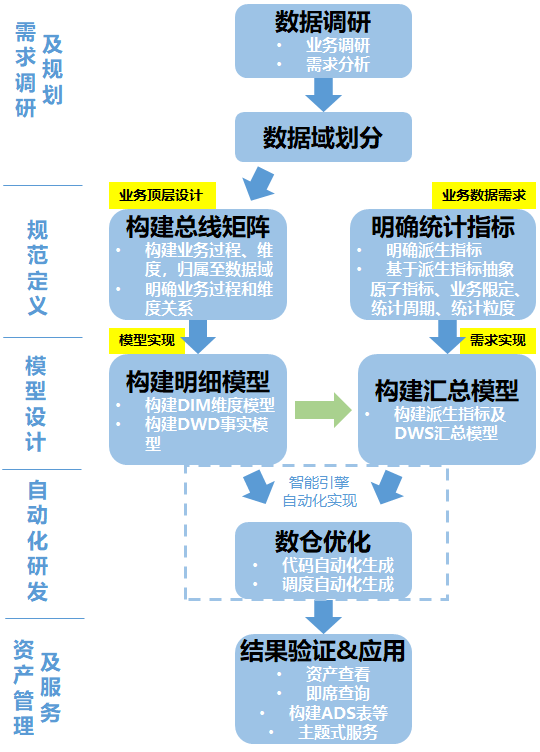 需求调研
及规划
数据调研
• 业务调研
• 需求分析
数据域划分
规范定义
业务顶层设计
构建总线矩阵
• 构建业务过程、维
度，归属至数据域
• 明确业务过程和维
度关系
业务数据需求
明确统计指标
• 明确派生指标
• 基于派生指标抽象
原子指标、业务限定、
统计周期、统计粒度
模型设计
模型实现
构建明细模型
• 构建DIM维度模型
• 构建DWD事实模
型
需求实现
构建汇总模型
• 构建派生指标及
DWS汇总模型
自动化研发
智能引擎
自动化实现
数仓优化
• 代码自动化生成
• 调度自动化生成
资产管理
及服务
结果验证&应用
• 资产查看
• 即席查询
• 构建ADS表等
• 主题式服务